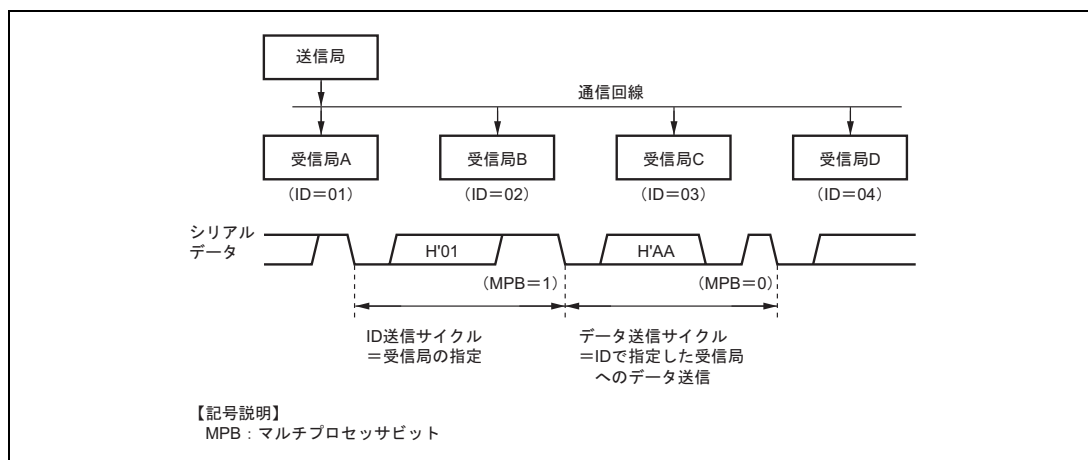 送信局
通信回線
受信局A
受信局B
受信局C
受信局D
(ID=01)
(ID=02)
(ID=03)
(ID=04)
シリアル
データ
H'01
H'AA
(MPB=1)
(MPB=0)
ID送信サイクル
=受信局の指定
データ送信サイクル
=IDで指定した受信局
へのデータ送信
【記号説明】
MPB:マルチプロセッサビット